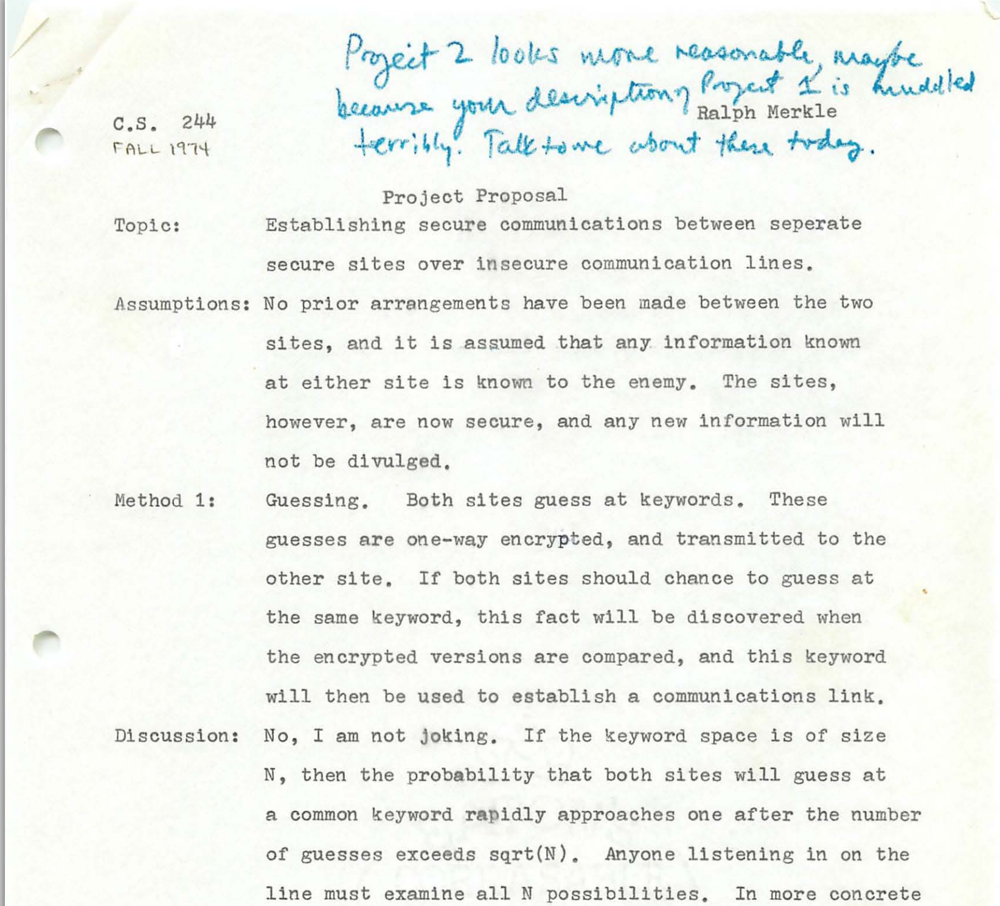 Project 2 looks more reasonable, maybe
because your description of Project 1 is muddled
terribly. Talk to me about these today.
Ralph Merkle
C.S. 244
FALL 1974
Project Proposal
Topic: Establishing secure communications between seperate
secure sites over insecure communication lines.
Assumptions: No prior arrangements have been made between the two
sites, and it is assumed that any information known
at either site is known to the enemy. The sites,
however, are now secure, and any new information will
not be divulged.
Method 1: Guessing. Both sites guess at keywords. These
guesses are one-way encrypted, and transmitted to the
other site. If both sites should chance to guess at
the same keyword, this fact will be discovered when
the encrypted versions are compared, and this keyword
will then be used to establish a communications link.
Discussion: No, I am not joking. If the keyword space is of size
N, then the probability that both sites will guess at
a common keyword rapidly approaches one after the number
of guesses exceeds sqrt(N). Anyone listening in on the
line must examine all N possibilities. In more concrete